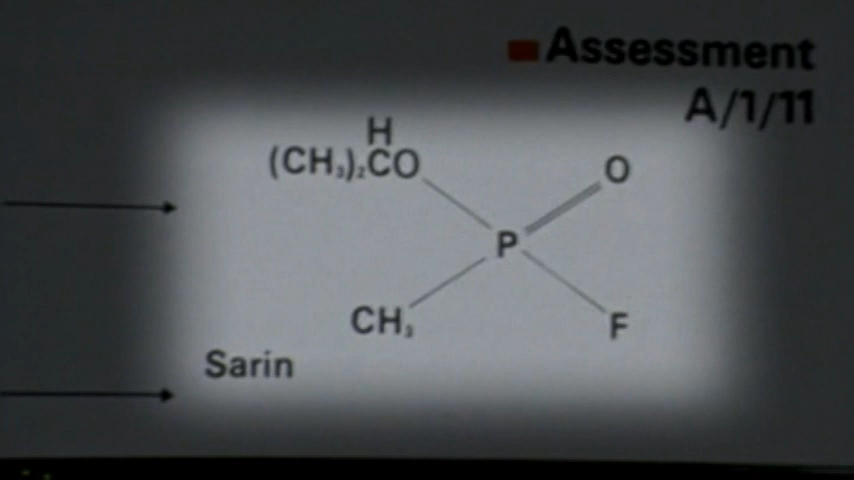 Assessment
A/1/11
H
(CH₃)₂CO
O
P
CH₃
F
Sarin